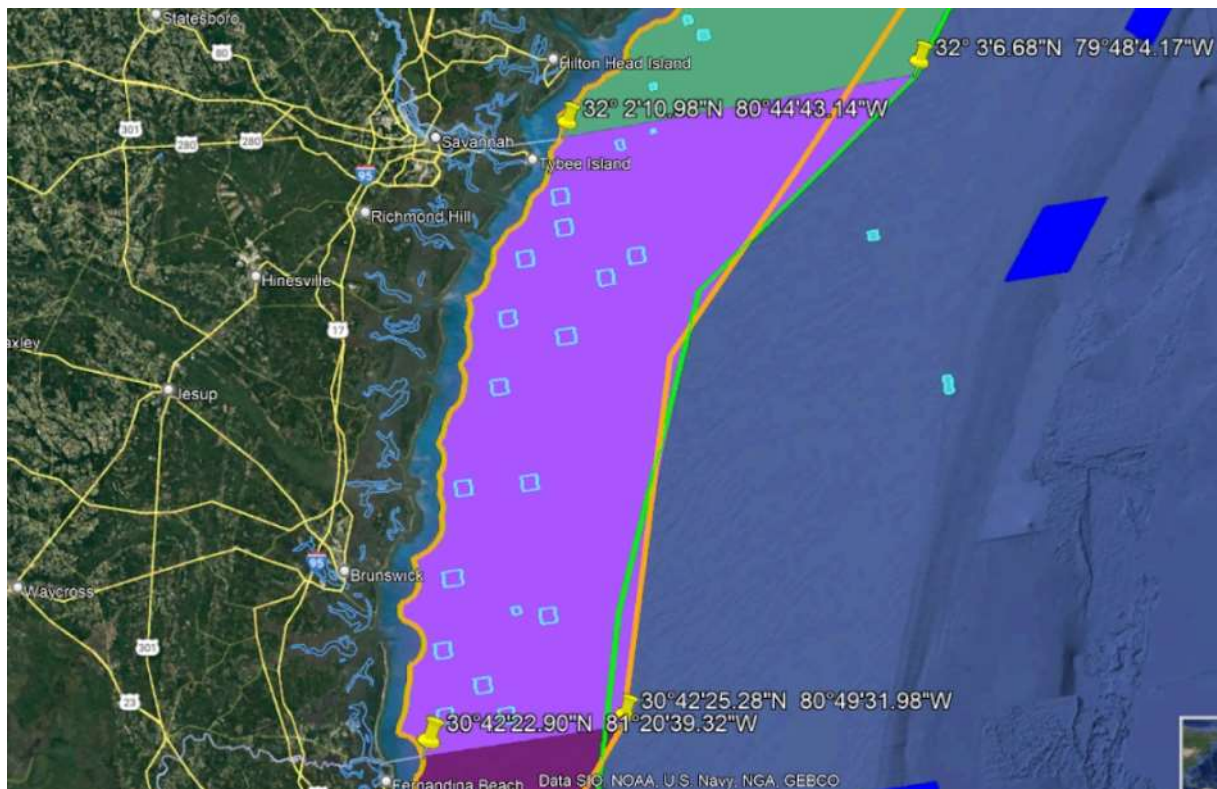 Statesboro
80
Hilton Head Island
32° 3'6.68"N 79°48'4.17"W
32° 2'10.98"N 80°44'43.14"W
301
280
280
Savannah
95
Tybee Island
Richmond Hill
Hinesville
17
axley
Jesup
95
Brunswick
Waycross
301
23
30°42'25.28"N 80°49'31.98"W
30°42'22.90"N 81°20'39.32"W
Fernandina Beach
Data SIO, NOAA, U.S. Navy, NGA, GEBCO